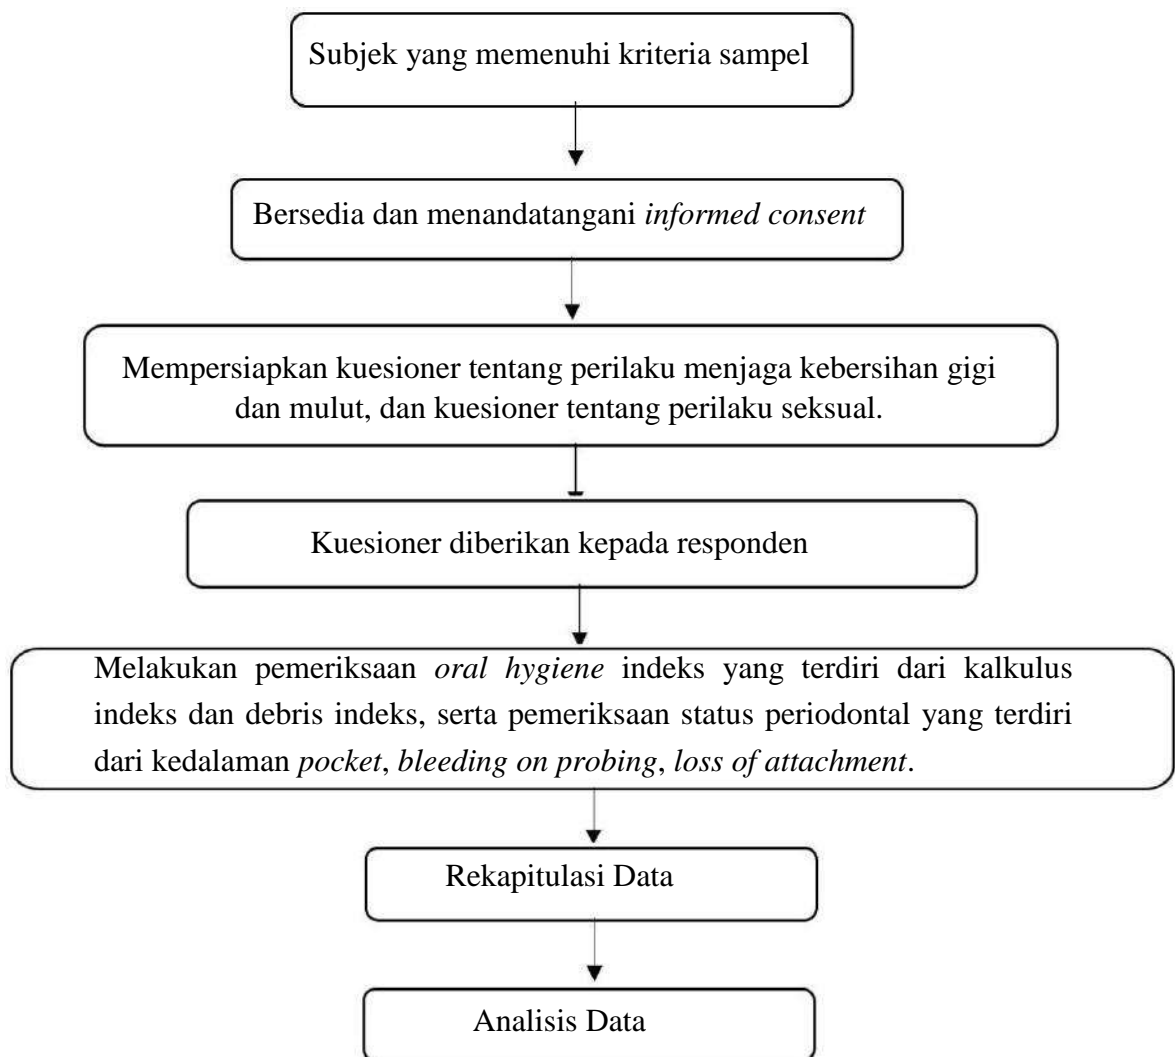 Subjek yang memenuhi kriteria sampel
Bersedia dan menandatangani informed consent
Mempersiapkan kuesioner tentang perilaku menjaga kebersihan gigi
dan mulut, dan kuesioner tentang perilaku seksual.
Kuesioner diberikan kepada responden
Melakukan pemeriksaan oral hygiene indeks yang terdiri dari kalkulus
indeks dan debris indeks, serta pemeriksaan status periodontal yang terdiri
dari kedalaman pocket, bleeding on probing, loss of attachment.
Rekapitulasi Data
Analisis Data